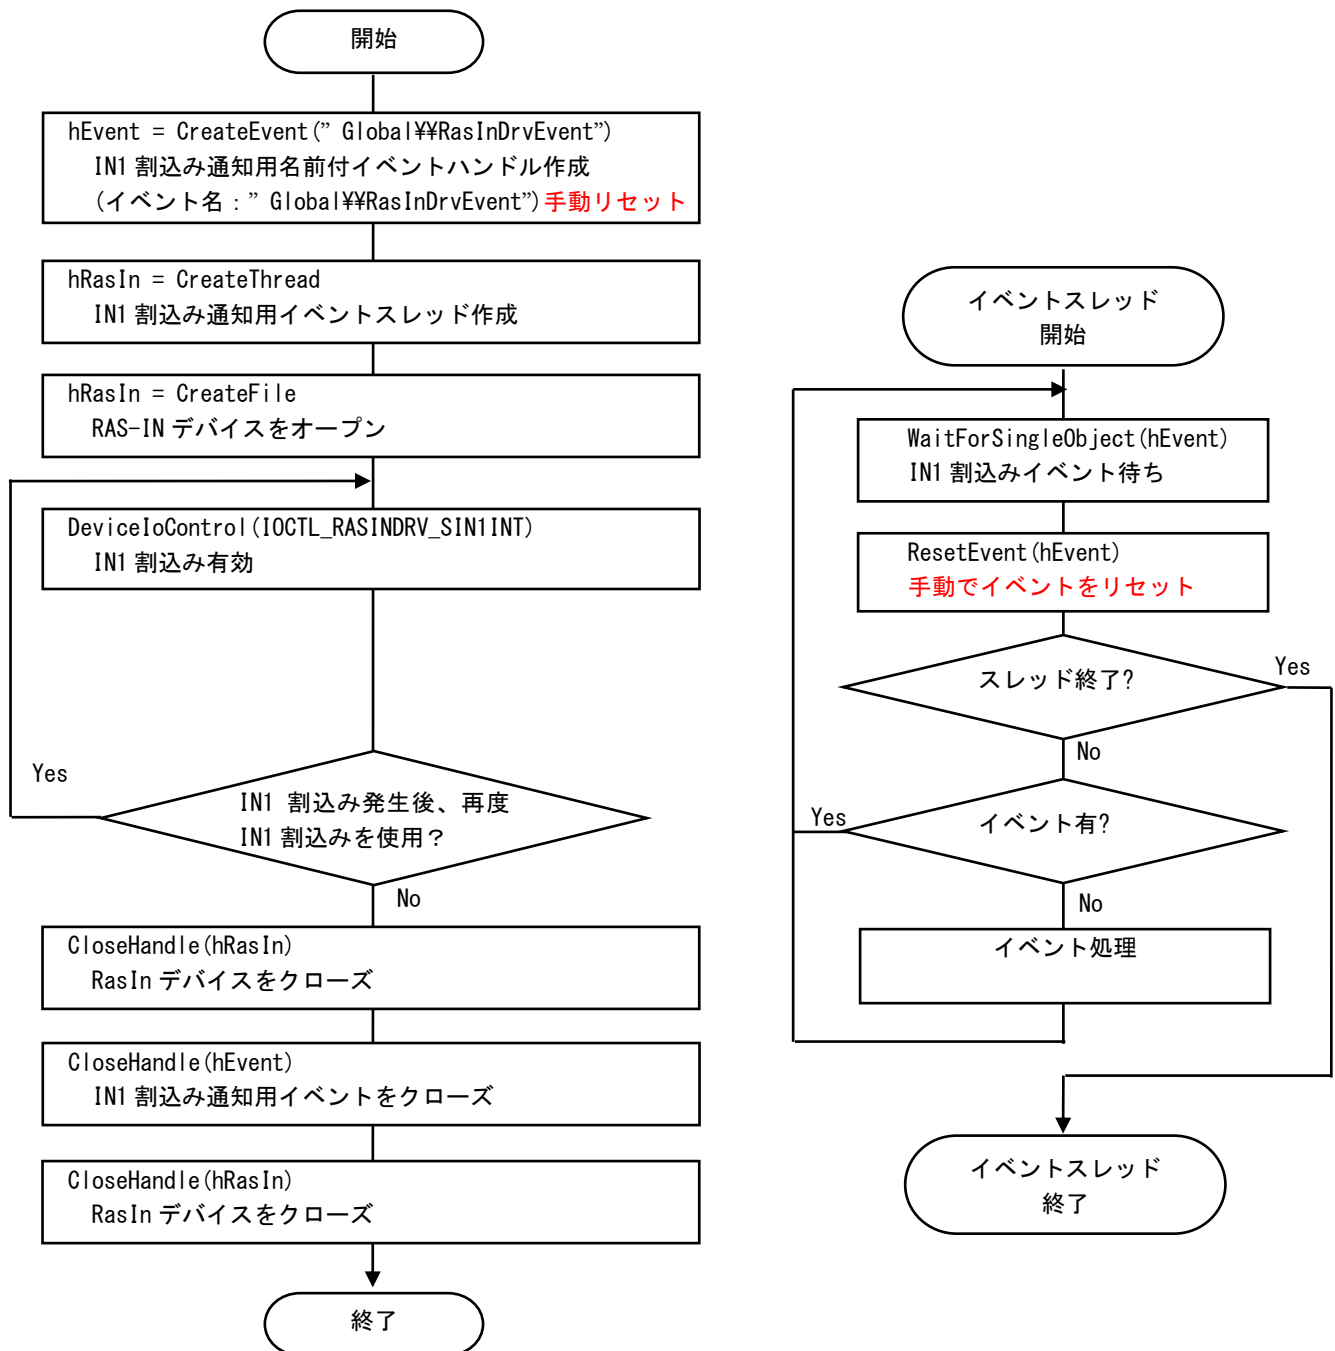 開始
hEvent = CreateEvent(” Global¥¥RasInDrvEvent”)
IN1 割込み通知用名前付イベントハンドル作成
(イベント名：” Global¥¥RasInDrvEvent”)手動リセット
hRasIn = CreateThread
IN1 割込み通知用イベントスレッド作成
hRasIn = CreateFile
RAS-IN デバイスをオープン
DeviceIoControl(IOCTL_RASINDRV_SIN1INT)
IN1 割込み有効
Yes
IN1 割込み発生後、再度
IN1 割込みを使用？
No
CloseHandle(hRasIn)
RasIn デバイスをクローズ
CloseHandle(hEvent)
IN1 割込み通知用イベントをクローズ
CloseHandle(hRasIn)
RasIn デバイスをクローズ
終了
イベントスレッド
開始
WaitForSingleObject(hEvent)
IN1 割込みイベント待ち
ResetEvent(hEvent)
手動でイベントをリセット
スレッド終了?
Yes
No
イベント有?
Yes
No
イベント処理
イベントスレッド
終了